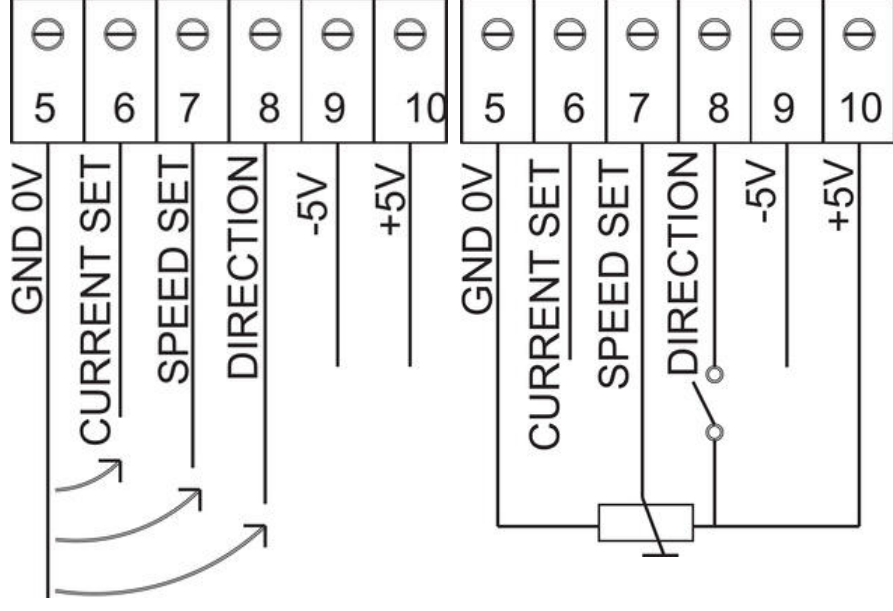 5 6 7 8 9 10
GND 0V
CURRENT SET
SPEED SET
DIRECTION
-5V
+5V
5 6 7 8 9 10
GND 0V
CURRENT SET
SPEED SET
DIRECTION
-5V
+5V